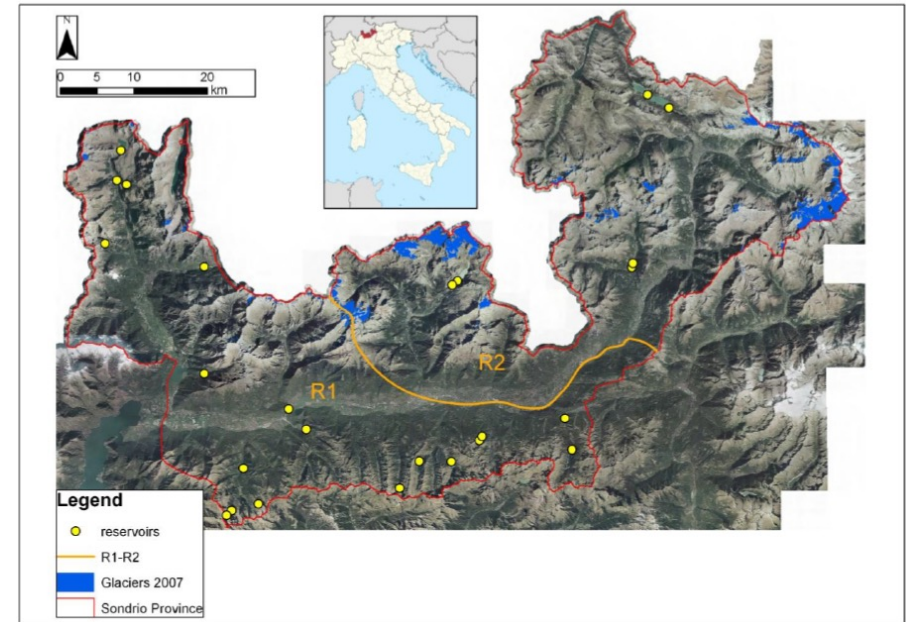 N
0 5 10 20
km
R2
R1
Legend
reservoirs
R1-R2
Glaciers 2007
Sondrio Province